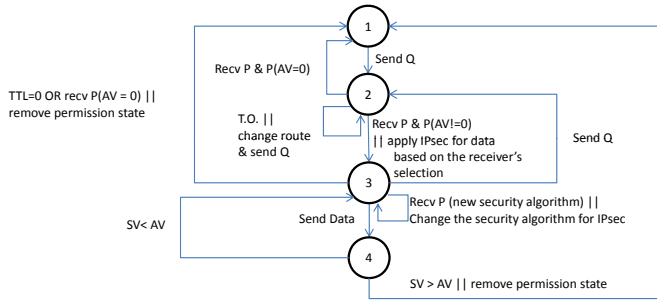 1
Send Q
Recv P & P(AV=0)
TTL=0 OR recv P(AV = 0) ||
remove permission state
2
T.O. ||
change route
& send Q
Recv P & P(AV!=0)
|| apply IPsec for data
based on the receiver's
selection
Send Q
3
Recv P (new security algorithm) ||
Change the security algorithm for IPsec
Send Data
SV< AV
4
SV > AV || remove permission state